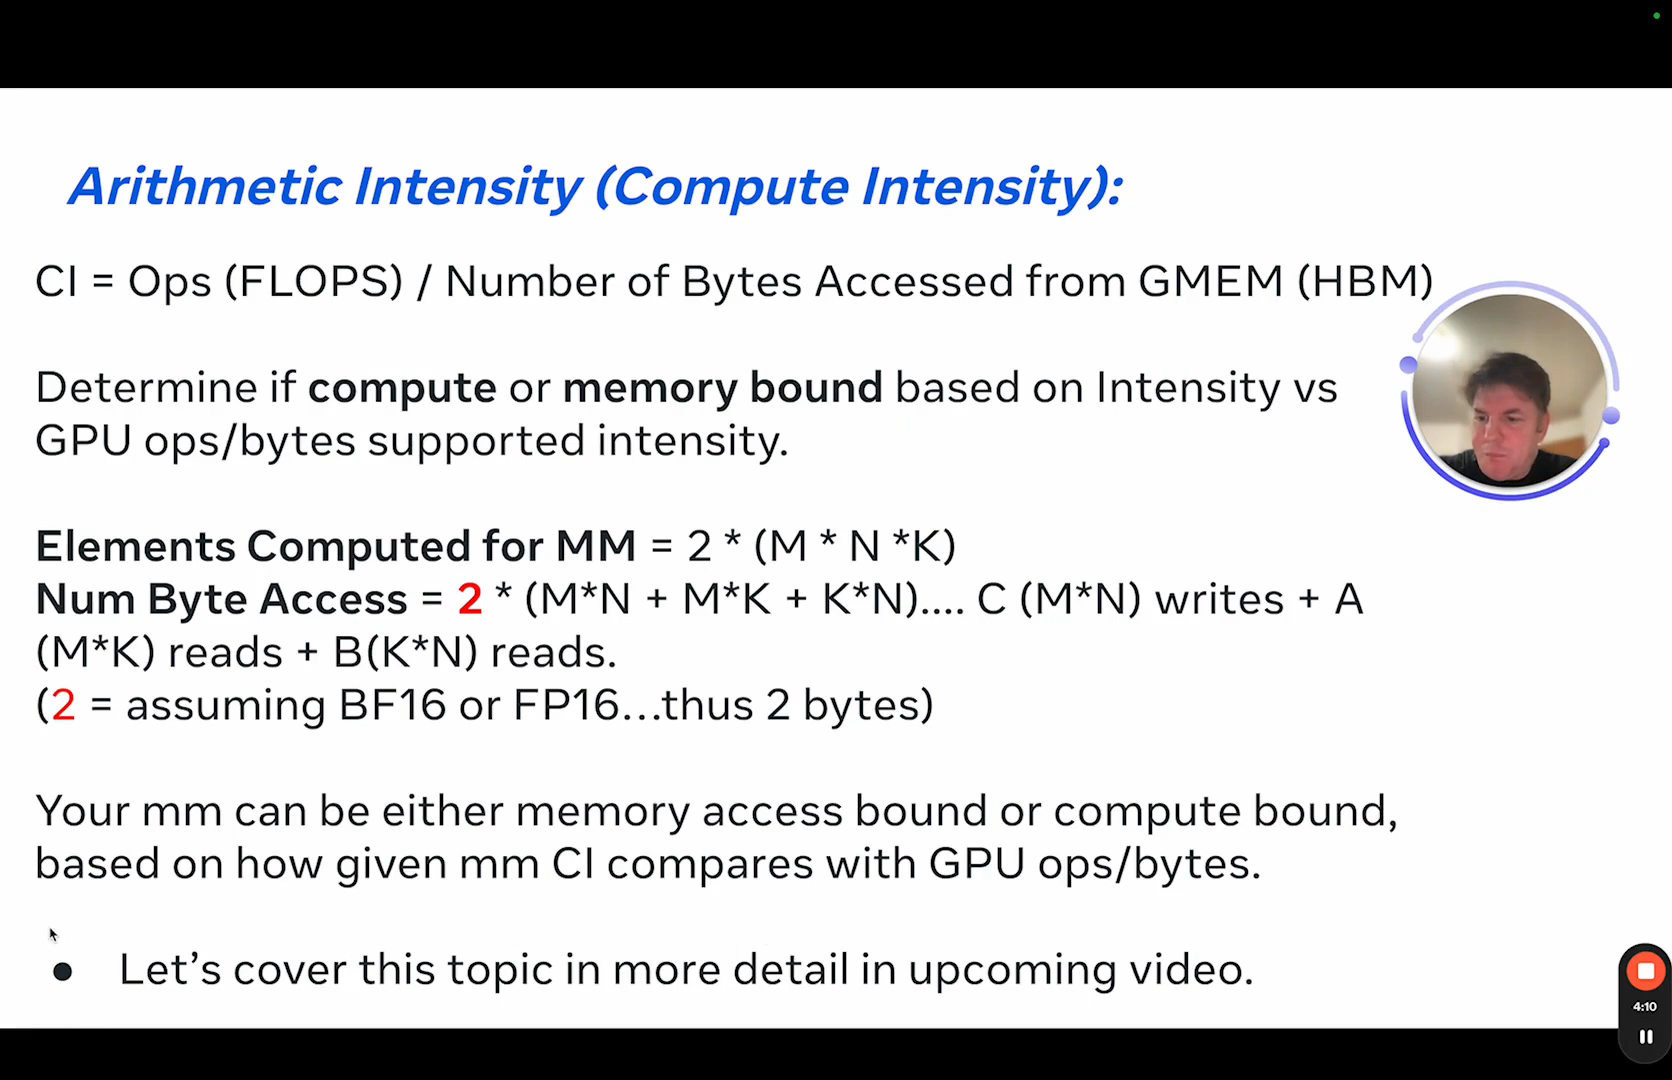 Arithmetic Intensity (Compute Intensity):
CI = Ops (FLOPS) / Number of Bytes Accessed from GMEM (HBM)
Determine if compute or memory bound based on Intensity vs
GPU ops/bytes supported intensity.
Elements Computed for MM = 2 * (M * N *K)
Num Byte Access = 2 * (M*N + M*K + K*N).... C (M*N) writes + A
(M*K) reads + B(K*N) reads.
(2 = assuming BF16 or FP16...thus 2 bytes)
Your mm can be either memory access bound or compute bound,
based on how given mm CI compares with GPU ops/bytes.
● Let’s cover this topic in more detail in upcoming video.
4:10